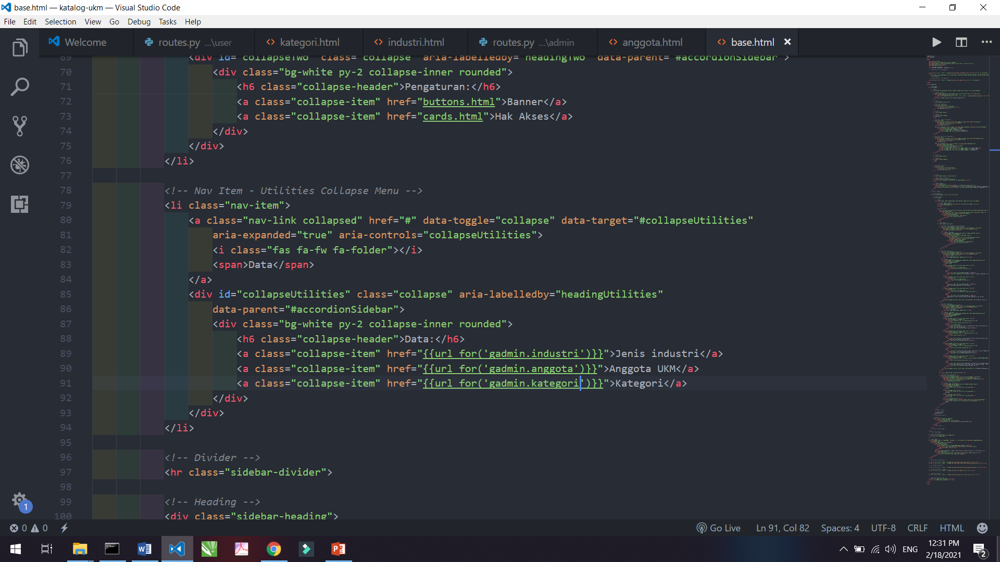 base.html — katalog-ukm — Visual Studio Code
File Edit Selection View Go Debug Tasks Help
Welcome routes.py ...\user kategori.html industri.html routes.py ...\admin anggota.html base.html
69 <div id="collapseTwo" class="collapse" aria-labelledby="headingTwo" data-parent="#accordionSidebar">
70 <div class="bg-white py-2 collapse-inner rounded">
71 <h6 class="collapse-header">Pengaturan:</h6>
72 <a class="collapse-item" href="buttons.html">Banner</a>
73 <a class="collapse-item" href="cards.html">Hak Akses</a>
74 </div>
75 </div>
76 </li>
77
78 <!-- Nav Item - Utilities Collapse Menu -->
79 <li class="nav-item">
80 <a class="nav-link collapsed" href="#" data-toggle="collapse" data-target="#collapseUtilities"
81 aria-expanded="true" aria-controls="collapseUtilities">
82 <i class="fas fa-fw fa-folder"></i>
83 <span>Data</span>
84 </a>
85 <div id="collapseUtilities" class="collapse" aria-labelledby="headingUtilities"
86 data-parent="#accordionSidebar">
87 <div class="bg-white py-2 collapse-inner rounded">
88 <h6 class="collapse-header">Data:</h6>
89 <a class="collapse-item" href="{{url_for('gadmin.industri')}}">Jenis industri</a>
90 <a class="collapse-item" href="{{url_for('gadmin.anggota')}}">Anggota UKM</a>
91 <a class="collapse-item" href="{{url_for('gadmin.kategori')}}">Kategori</a>
92 </div>
93 </div>
94 </li>
95
96 <!-- Divider -->
97 <hr class="sidebar-divider">
98
99 <!-- Heading -->
100 <div class="sidebar-heading">
1
0 0 Go Live Ln 91, Col 82 Spaces: 4 UTF-8 CRLF HTML
ENG 12:31 PM
2/18/2021 2